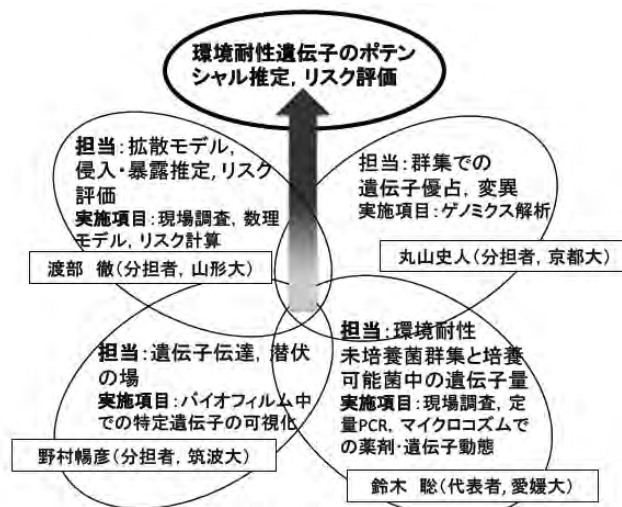 環境耐性遺伝子のポテン
シャル推定, リスク評価
担当:拡散モデル,
侵入・暴露推定, リスク
評価
実施項目:現場調査, 数理
モデル, リスク計算
渡部 徹(分担者, 山形大)
担当:群集での
遺伝子優占, 変異
実施項目:ゲノミクス解析
丸山史人(分担者, 京都大)
担当:遺伝子伝達, 潜伏
の場
実施項目:バイオフィルム中
での特定遺伝子の可視化
野村暢彦(分担者, 筑波大)
担当:環境耐性
未培養菌群集と培養
可能菌中の遺伝子量
実施項目:現場調査, 定
量PCR、マイクロコズムで
の薬剤・遺伝子動態
鈴木 聡(代表者, 愛媛大)